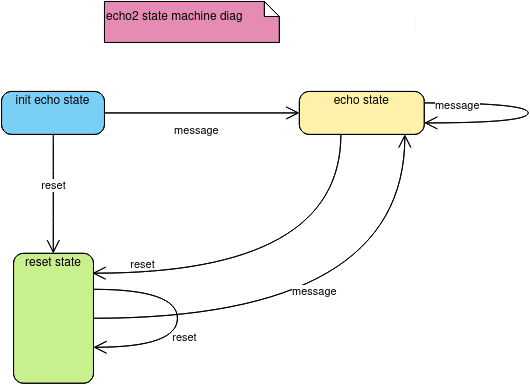 echo2 state machine diag
init echo state
echo state
message
message
reset
reset state
reset
message
reset